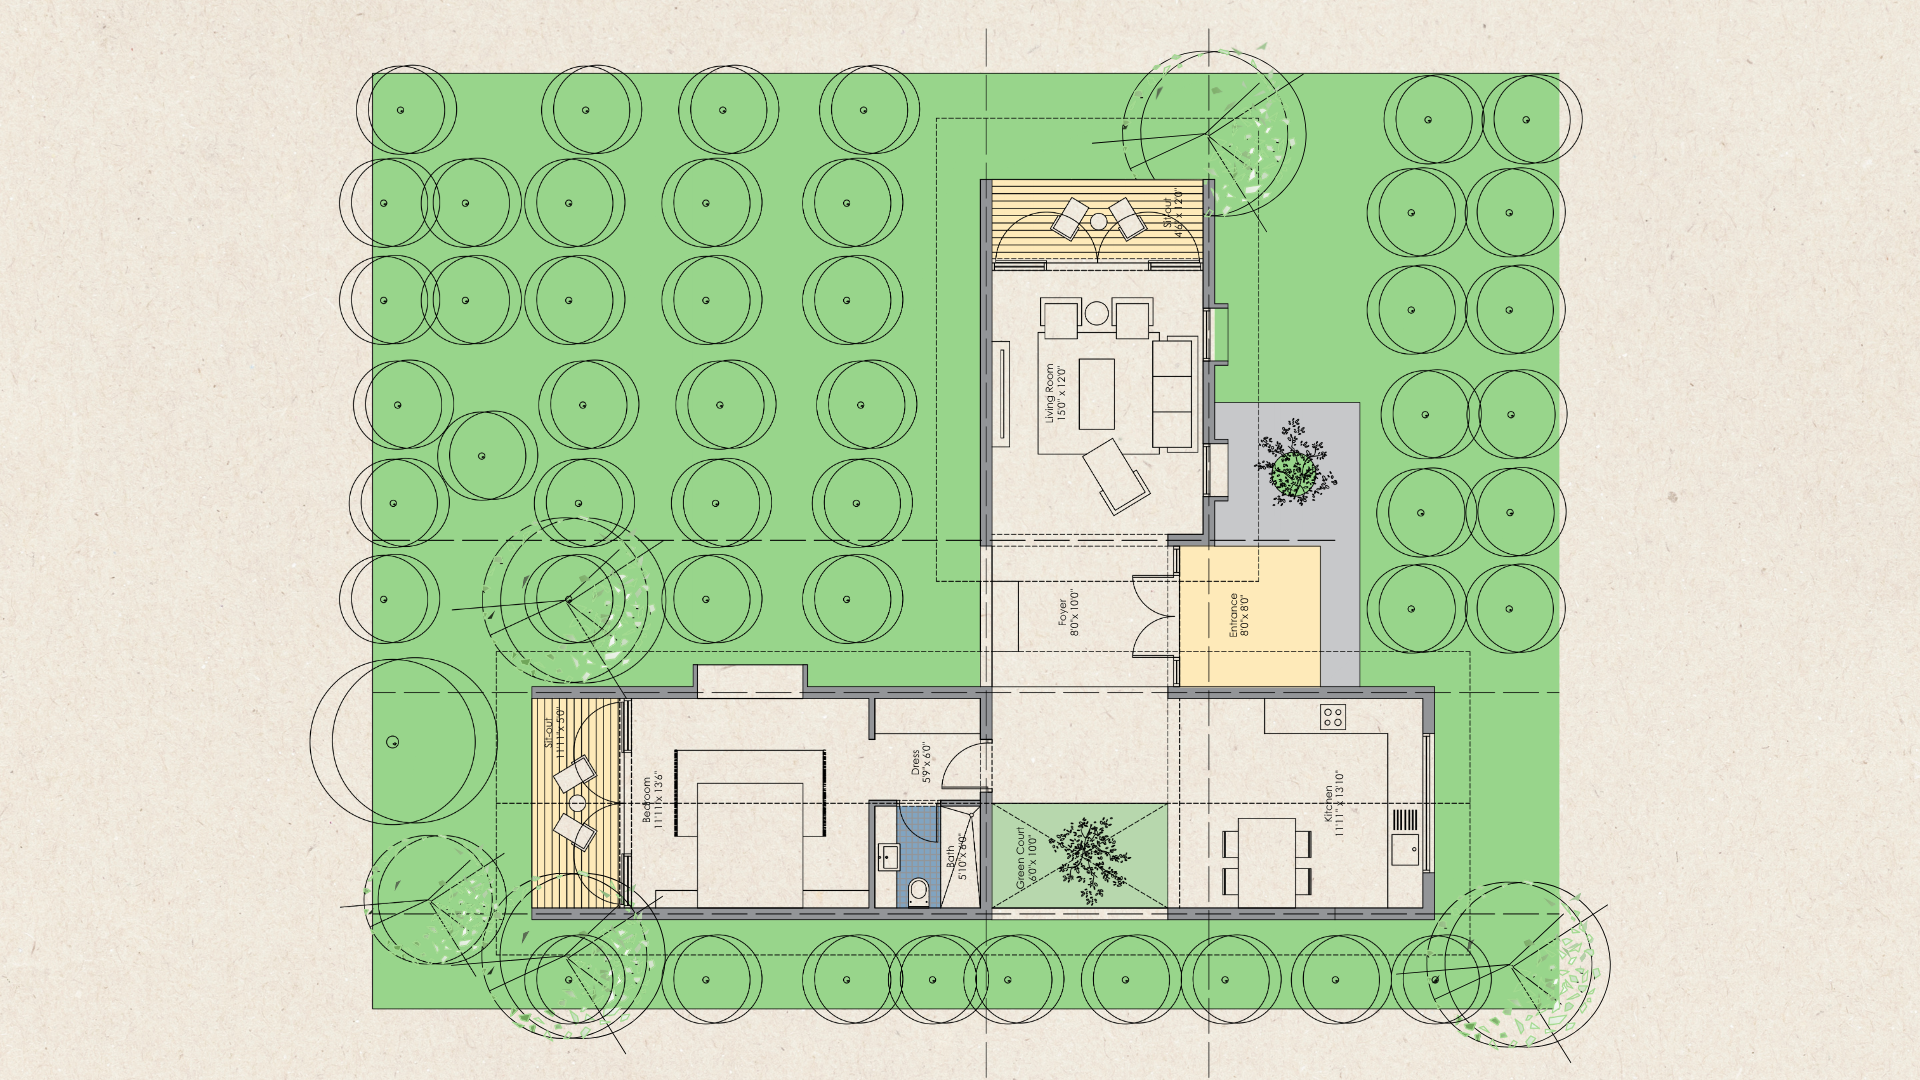 Sit-out
4'6" x 12'0"
Living Room
15'0" x 12'0"
Foyer
8'0"x 10'0"
Entrance
8'0"x 8'0"
Sit-out
11'11"x 5'0"
Bedroom
11'11"x 13'6"
Dress
5'9"x 6'0"
Bath
5'10"x 6'0"
Green Court
6'0"x 10'0"
Kitchen
11'11" x 13'10"